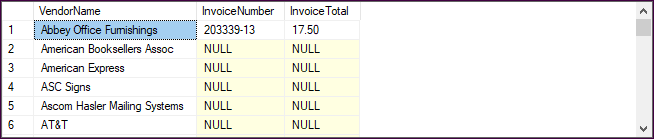 VendorName InvoiceNumber InvoiceTotal
1 Abbey Office Furnishings 203339-13 17.50
2 American Booksellers Assoc NULL NULL
3 American Express NULL NULL
4 ASC Signs NULL NULL
5 Ascom Hasler Mailing Systems NULL NULL
6 AT&T NULL NULL